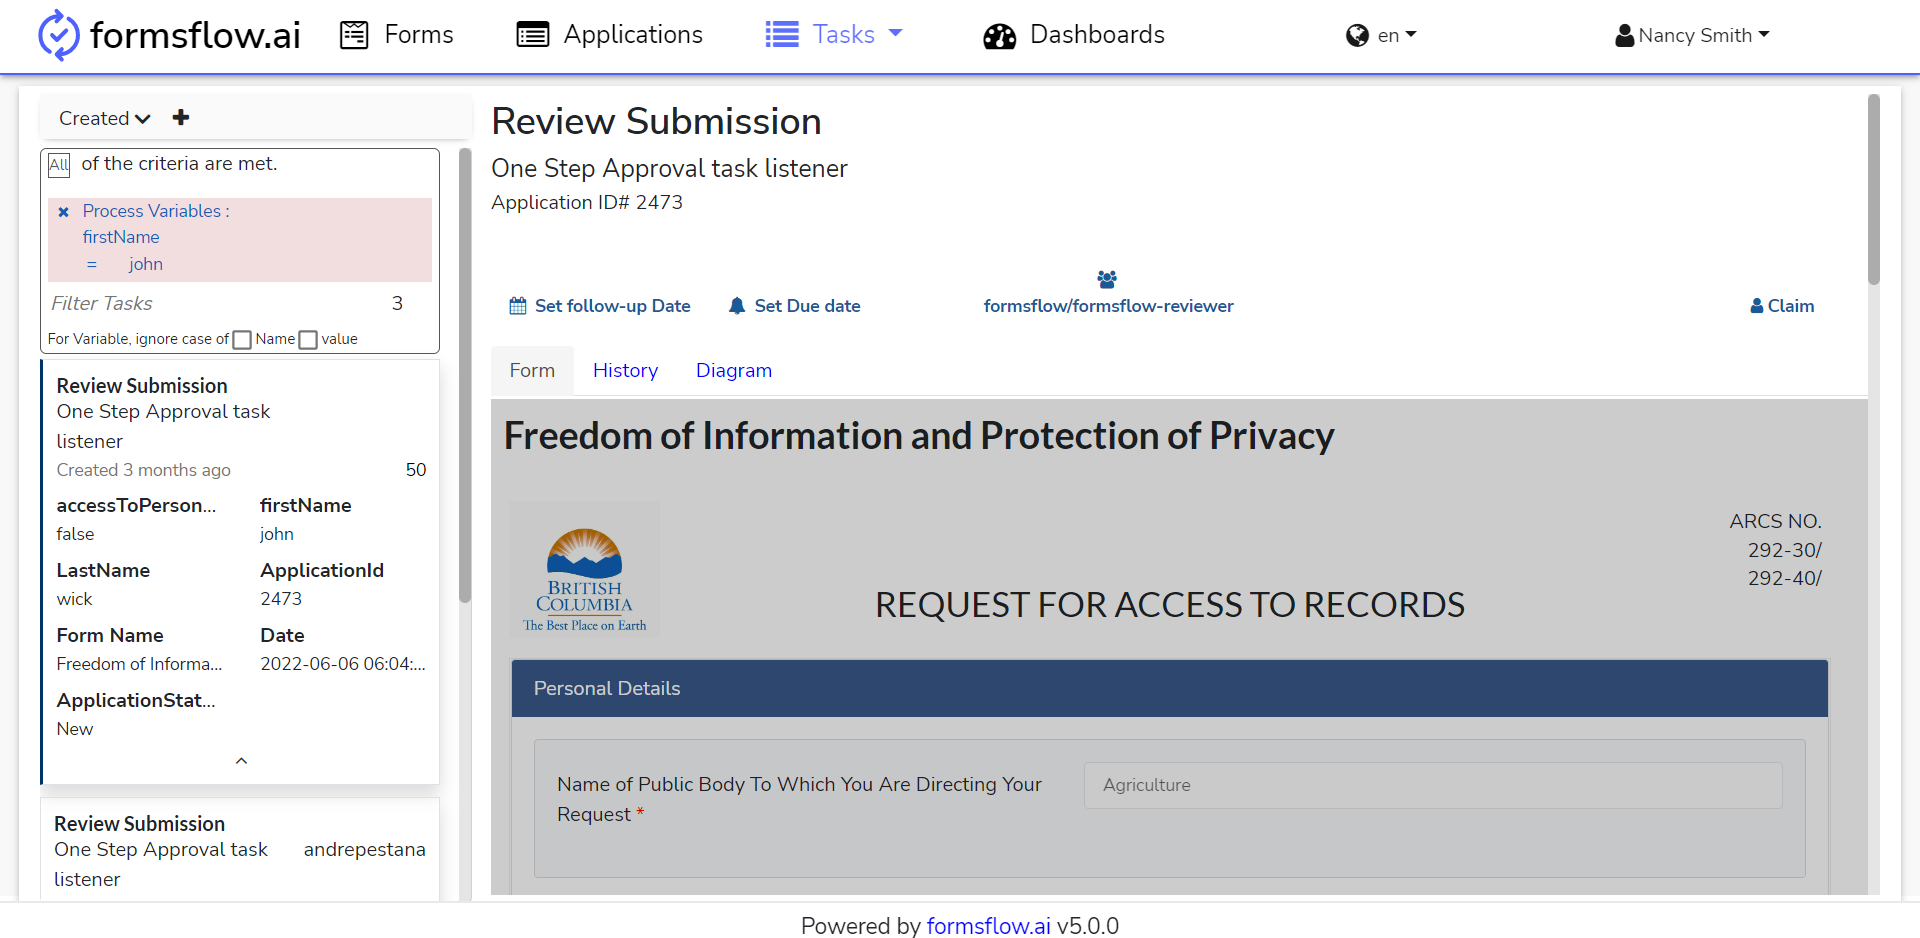 formsflow.ai
Forms
Applications
Tasks
Dashboards
en
Nancy Smith
Created
All of the criteria are met.
Process Variables :
firstName
= john
Filter Tasks 3
For Variable, ignore case of Name value
Review Submission
One Step Approval task
listener
Created 3 months ago 50
accessToPerson... firstName
false john
LastName ApplicationId
wick 2473
Form Name Date
Freedom of Informa... 2022-06-06 06:04:...
ApplicationStat...
New
Review Submission
One Step Approval task andrepestana
listener
Review Submission
One Step Approval task listener
Application ID# 2473
Set follow-up Date
Set Due date
formsflow/formsflow-reviewer
Claim
Form
History
Diagram
Freedom of Information and Protection of Privacy
BRITISH
COLUMBIA
The Best Place on Earth
ARCS NO.
292-30/
292-40/
REQUEST FOR ACCESS TO RECORDS
Personal Details
Name of Public Body To Which You Are Directing Your
Request *
Agriculture
Powered by formsflow.ai v5.0.0